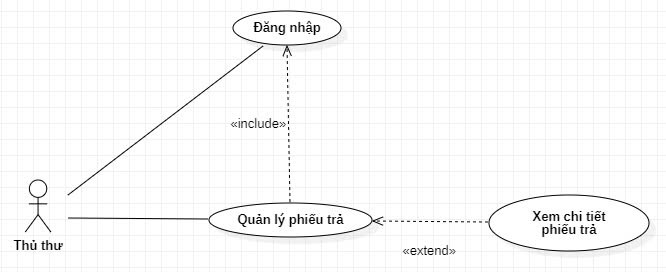 Đăng nhập
«include»
Quản lý phiếu trả
Xem chi tiết
phiếu trả
Thủ thư
«extend»